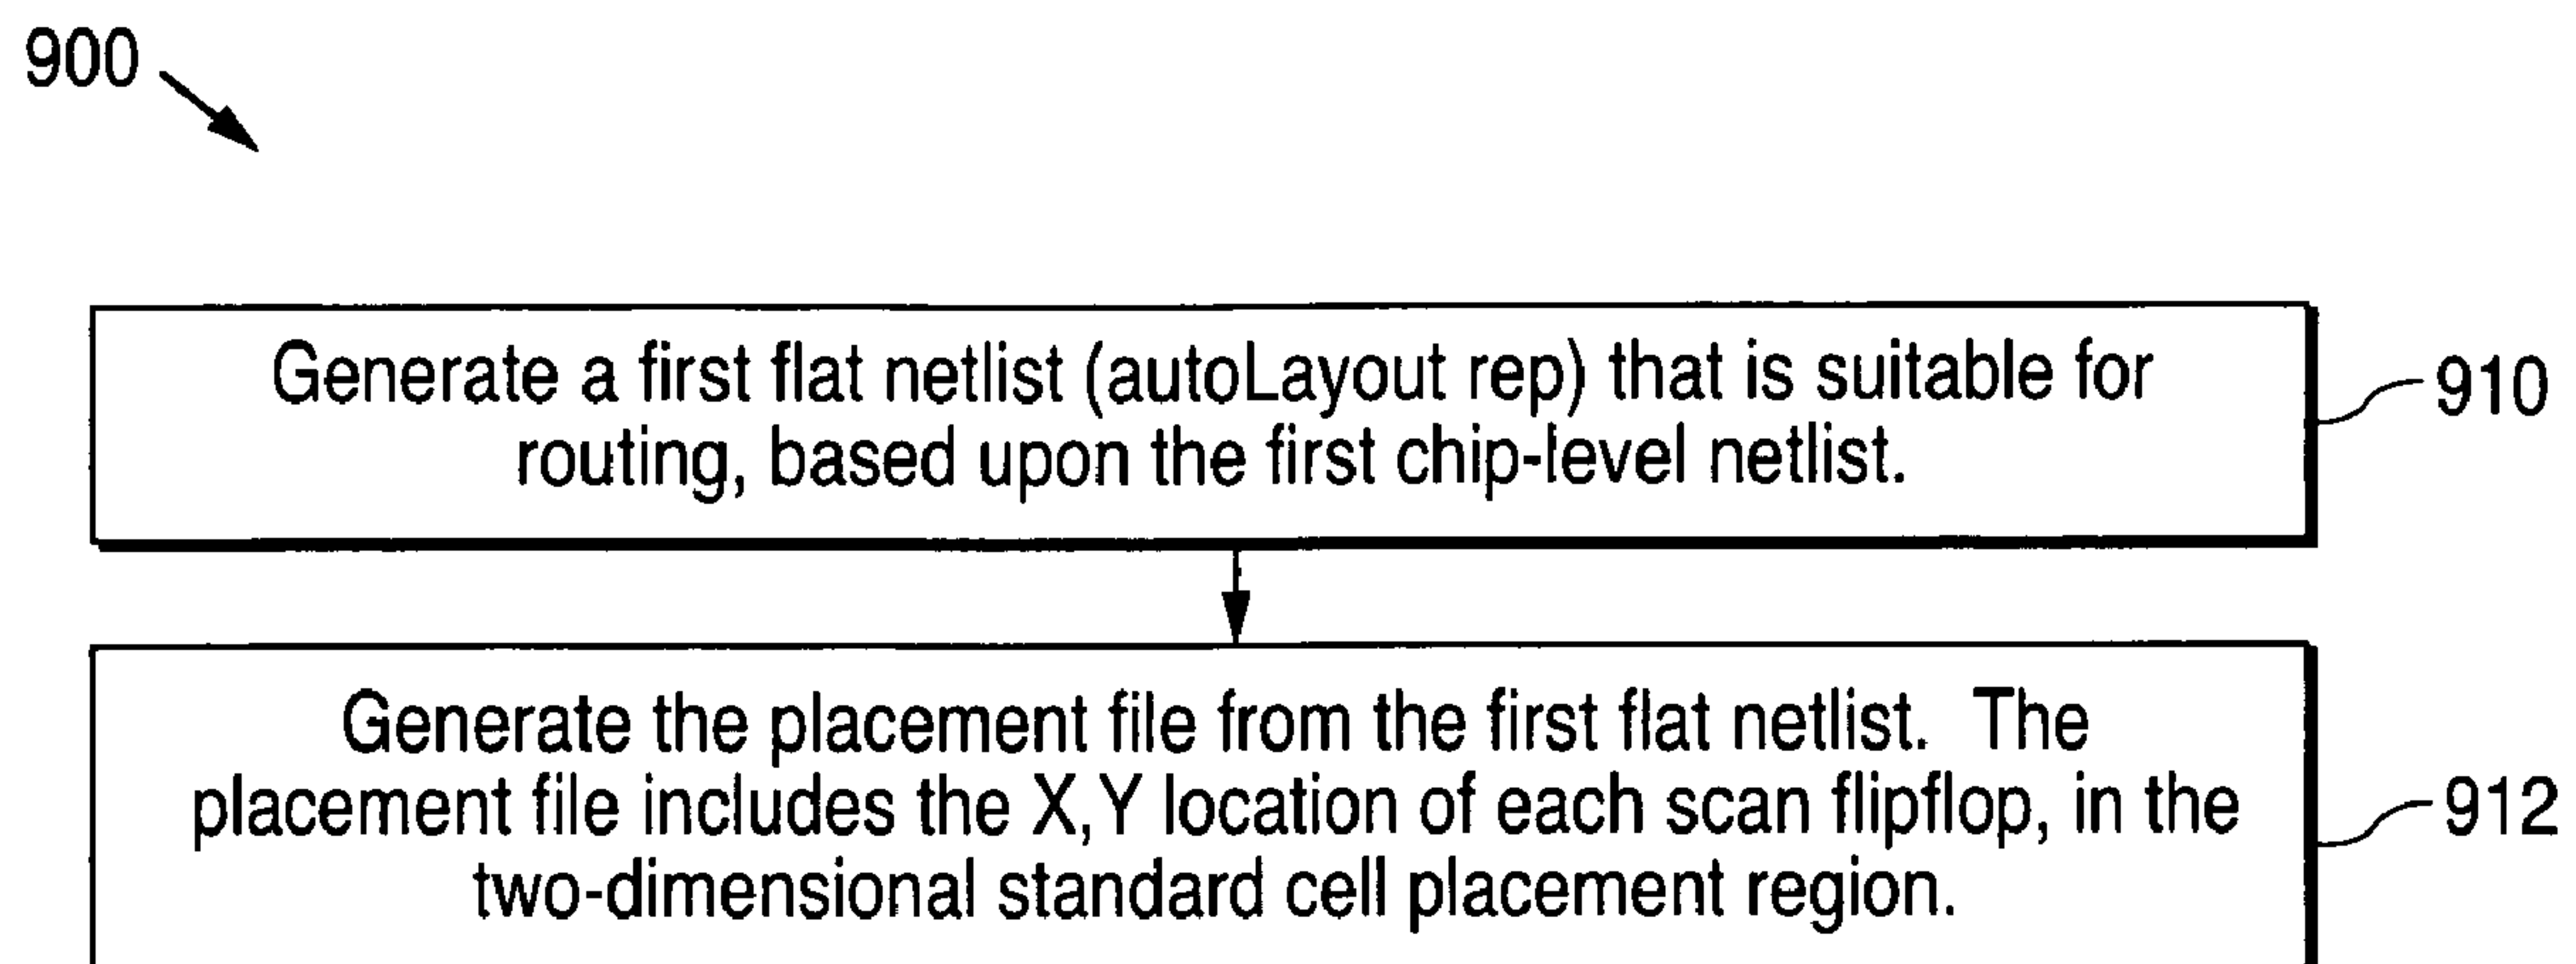 900
Generate a first flat netlist (autoLayout rep) that is suitable for
routing, based upon the first chip-level netlist.
910
Generate the placement file from the first flat netlist.  The
placement file includes the X,Y location of each scan flipflop, in the
two-dimensional standard cell placement region.
912